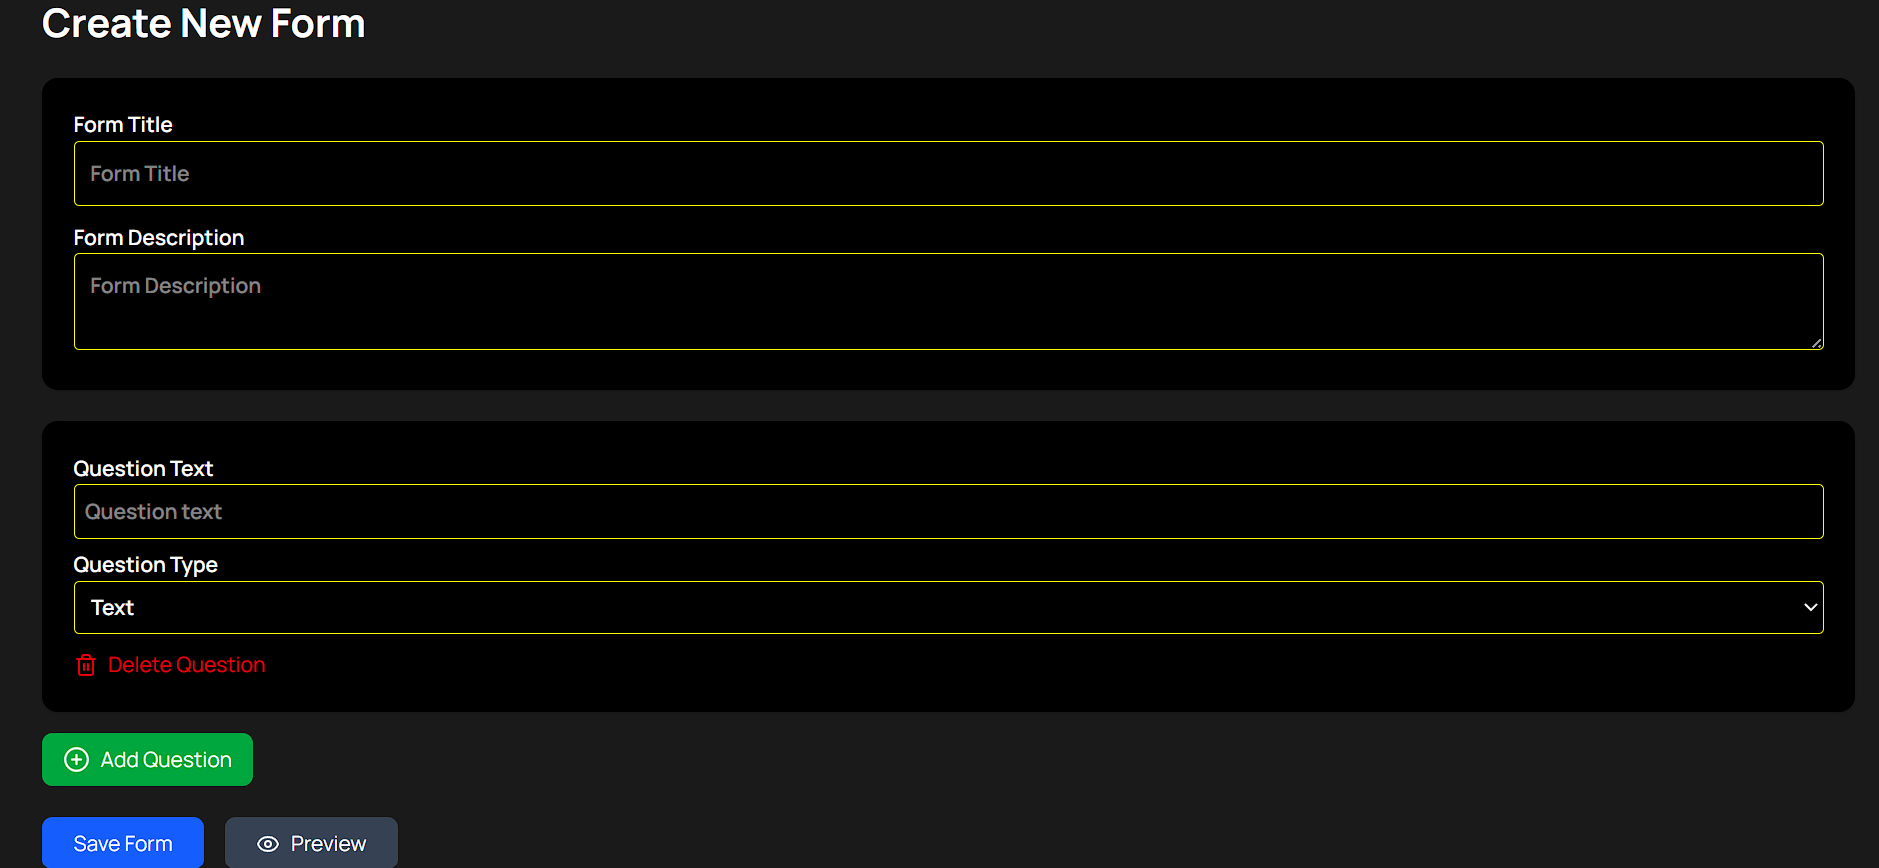 Create New Form
Form Title
Form Title
Form Description
Form Description
Question Text
Question text
Question Type
Text
Delete Question
Add Question
Save Form
Preview